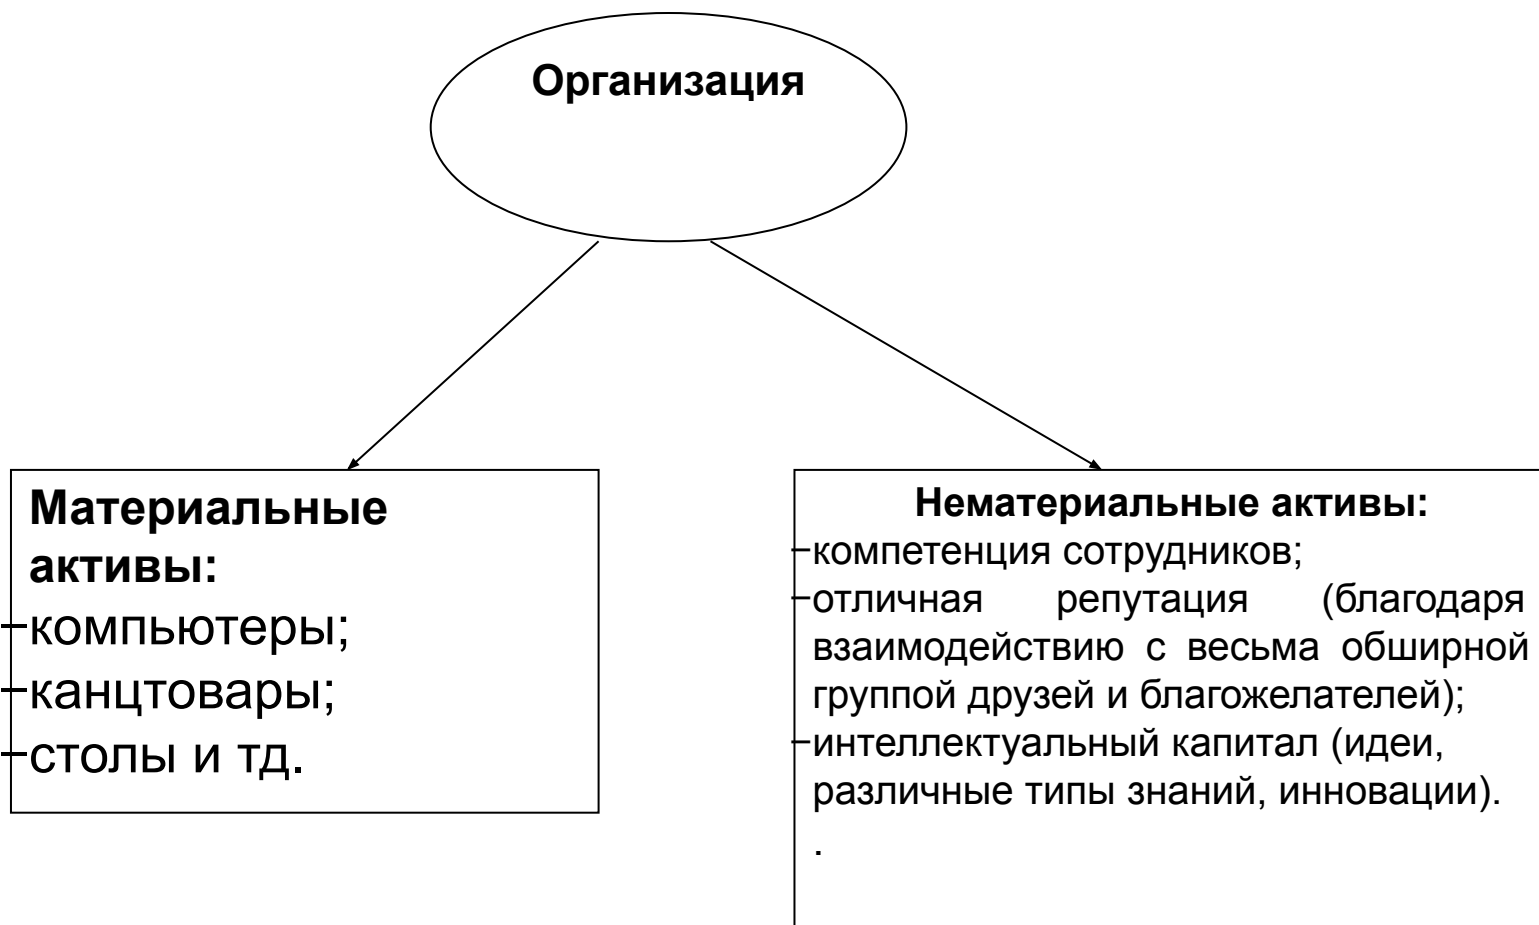 Организация
Материальные
активы:
–компьютеры;
–канцтовары;
–столы и тд.
Нематериальные активы:
–компетенция сотрудников;
–отличная репутация (благодаря
взаимодействию с весьма обширной
группой друзей и благожелателей);
–интеллектуальный капитал (идеи,
различные типы знаний, инновации).
.